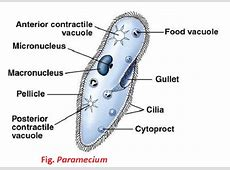 Anterior contractile
vacuole
Food vacuole
Micronucleus
Macronucleus
Gullet
Pellicle
Cilia
Posterior
contractile
vacuole
Cytoproct
Fig. Paramecium